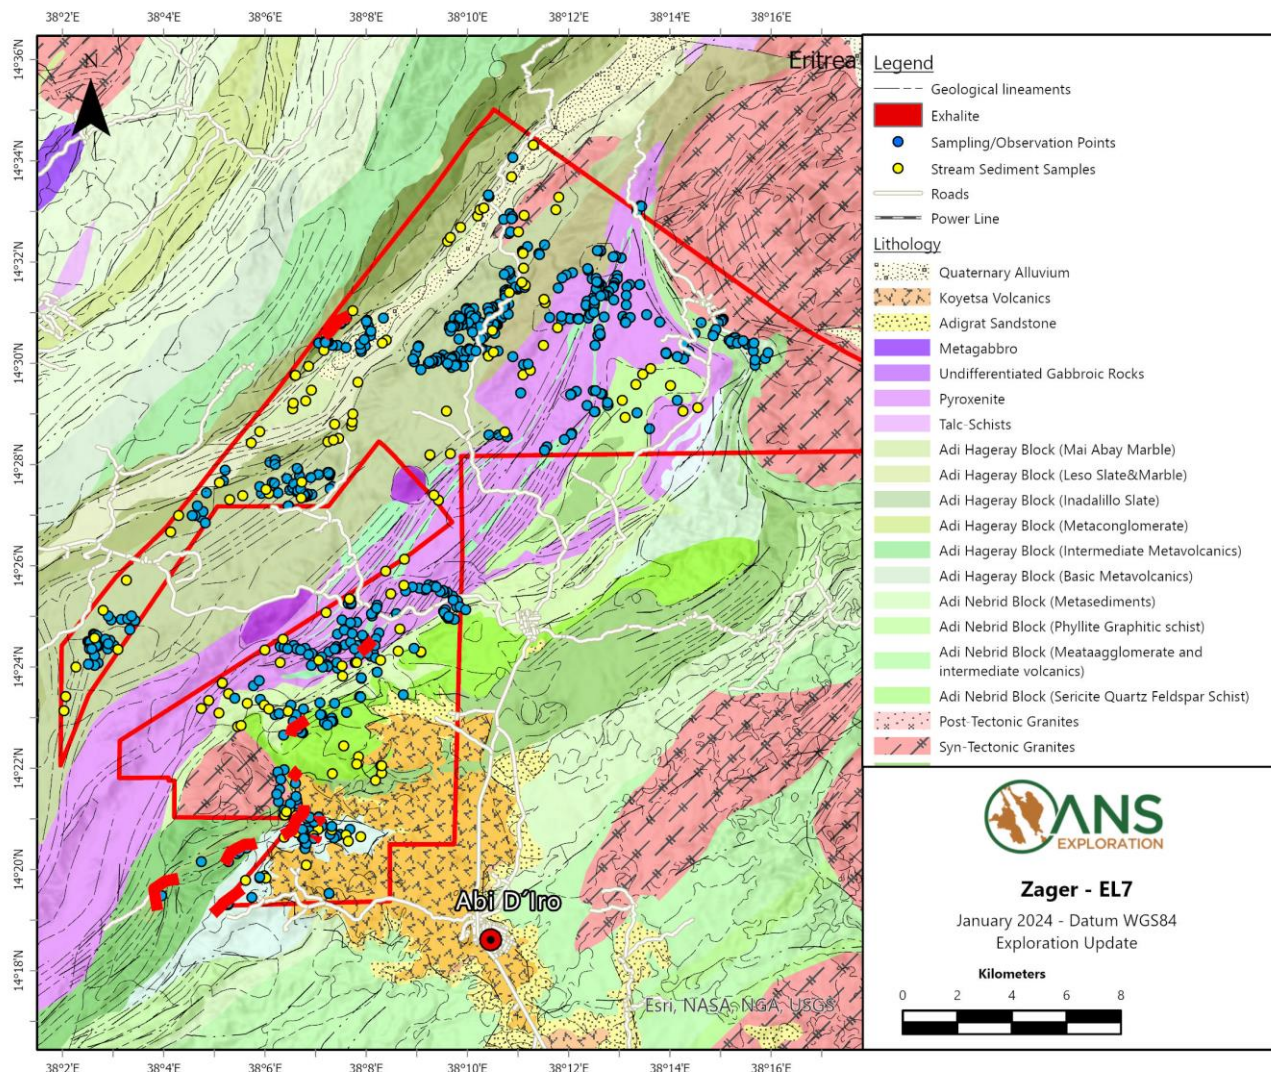 38°2'E 38°4'E 38°6'E 38°8'E 38°10'E 38°12'E 38°14'E 38°16'E
14°36'N
14°34'N
14°32'N
14°30'N
14°28'N
14°26'N
14°24'N
14°22'N
14°20'N
14°18'N
N
Eritrea
Abi D'Iro
Esri, NASA, NGA, USGS
38°2'E 38°4'E 38°6'E 38°8'E 38°10'E 38°12'E 38°14'E 38°16'E
Legend
Geological lineaments
Exhalite
Sampling/Observation Points
Stream Sediment Samples
Roads
Power Line
Lithology
Quaternary Alluvium
Koyetsa Volcanics
Adigrat Sandstone
Metagabbro
Undifferentiated Gabbroic Rocks
Pyroxenite
Talc-Schists
Adi Hageray Block (Mai Abay Marble)
Adi Hageray Block (Leso Slate&Marble)
Adi Hageray Block (Inadalillo Slate)
Adi Hageray Block (Metaconglomerate)
Adi Hageray Block (Intermediate Metavolcanics)
Adi Hageray Block (Basic Metavolcanics)
Adi Nebrid Block (Metasediments)
Adi Nebrid Block (Phyllite Graphitic schist)
Adi Nebrid Block (Meataagglomerate and
intermediate volcanics)
Adi Nebrid Block (Sericite Quartz Feldspar Schist)
Post-Tectonic Granites
Syn-Tectonic Granites
ANS
EXPLORATION
Zager - EL7
January 2024 - Datum WGS84
Exploration Update
Kilometers
0 2 4 6 8